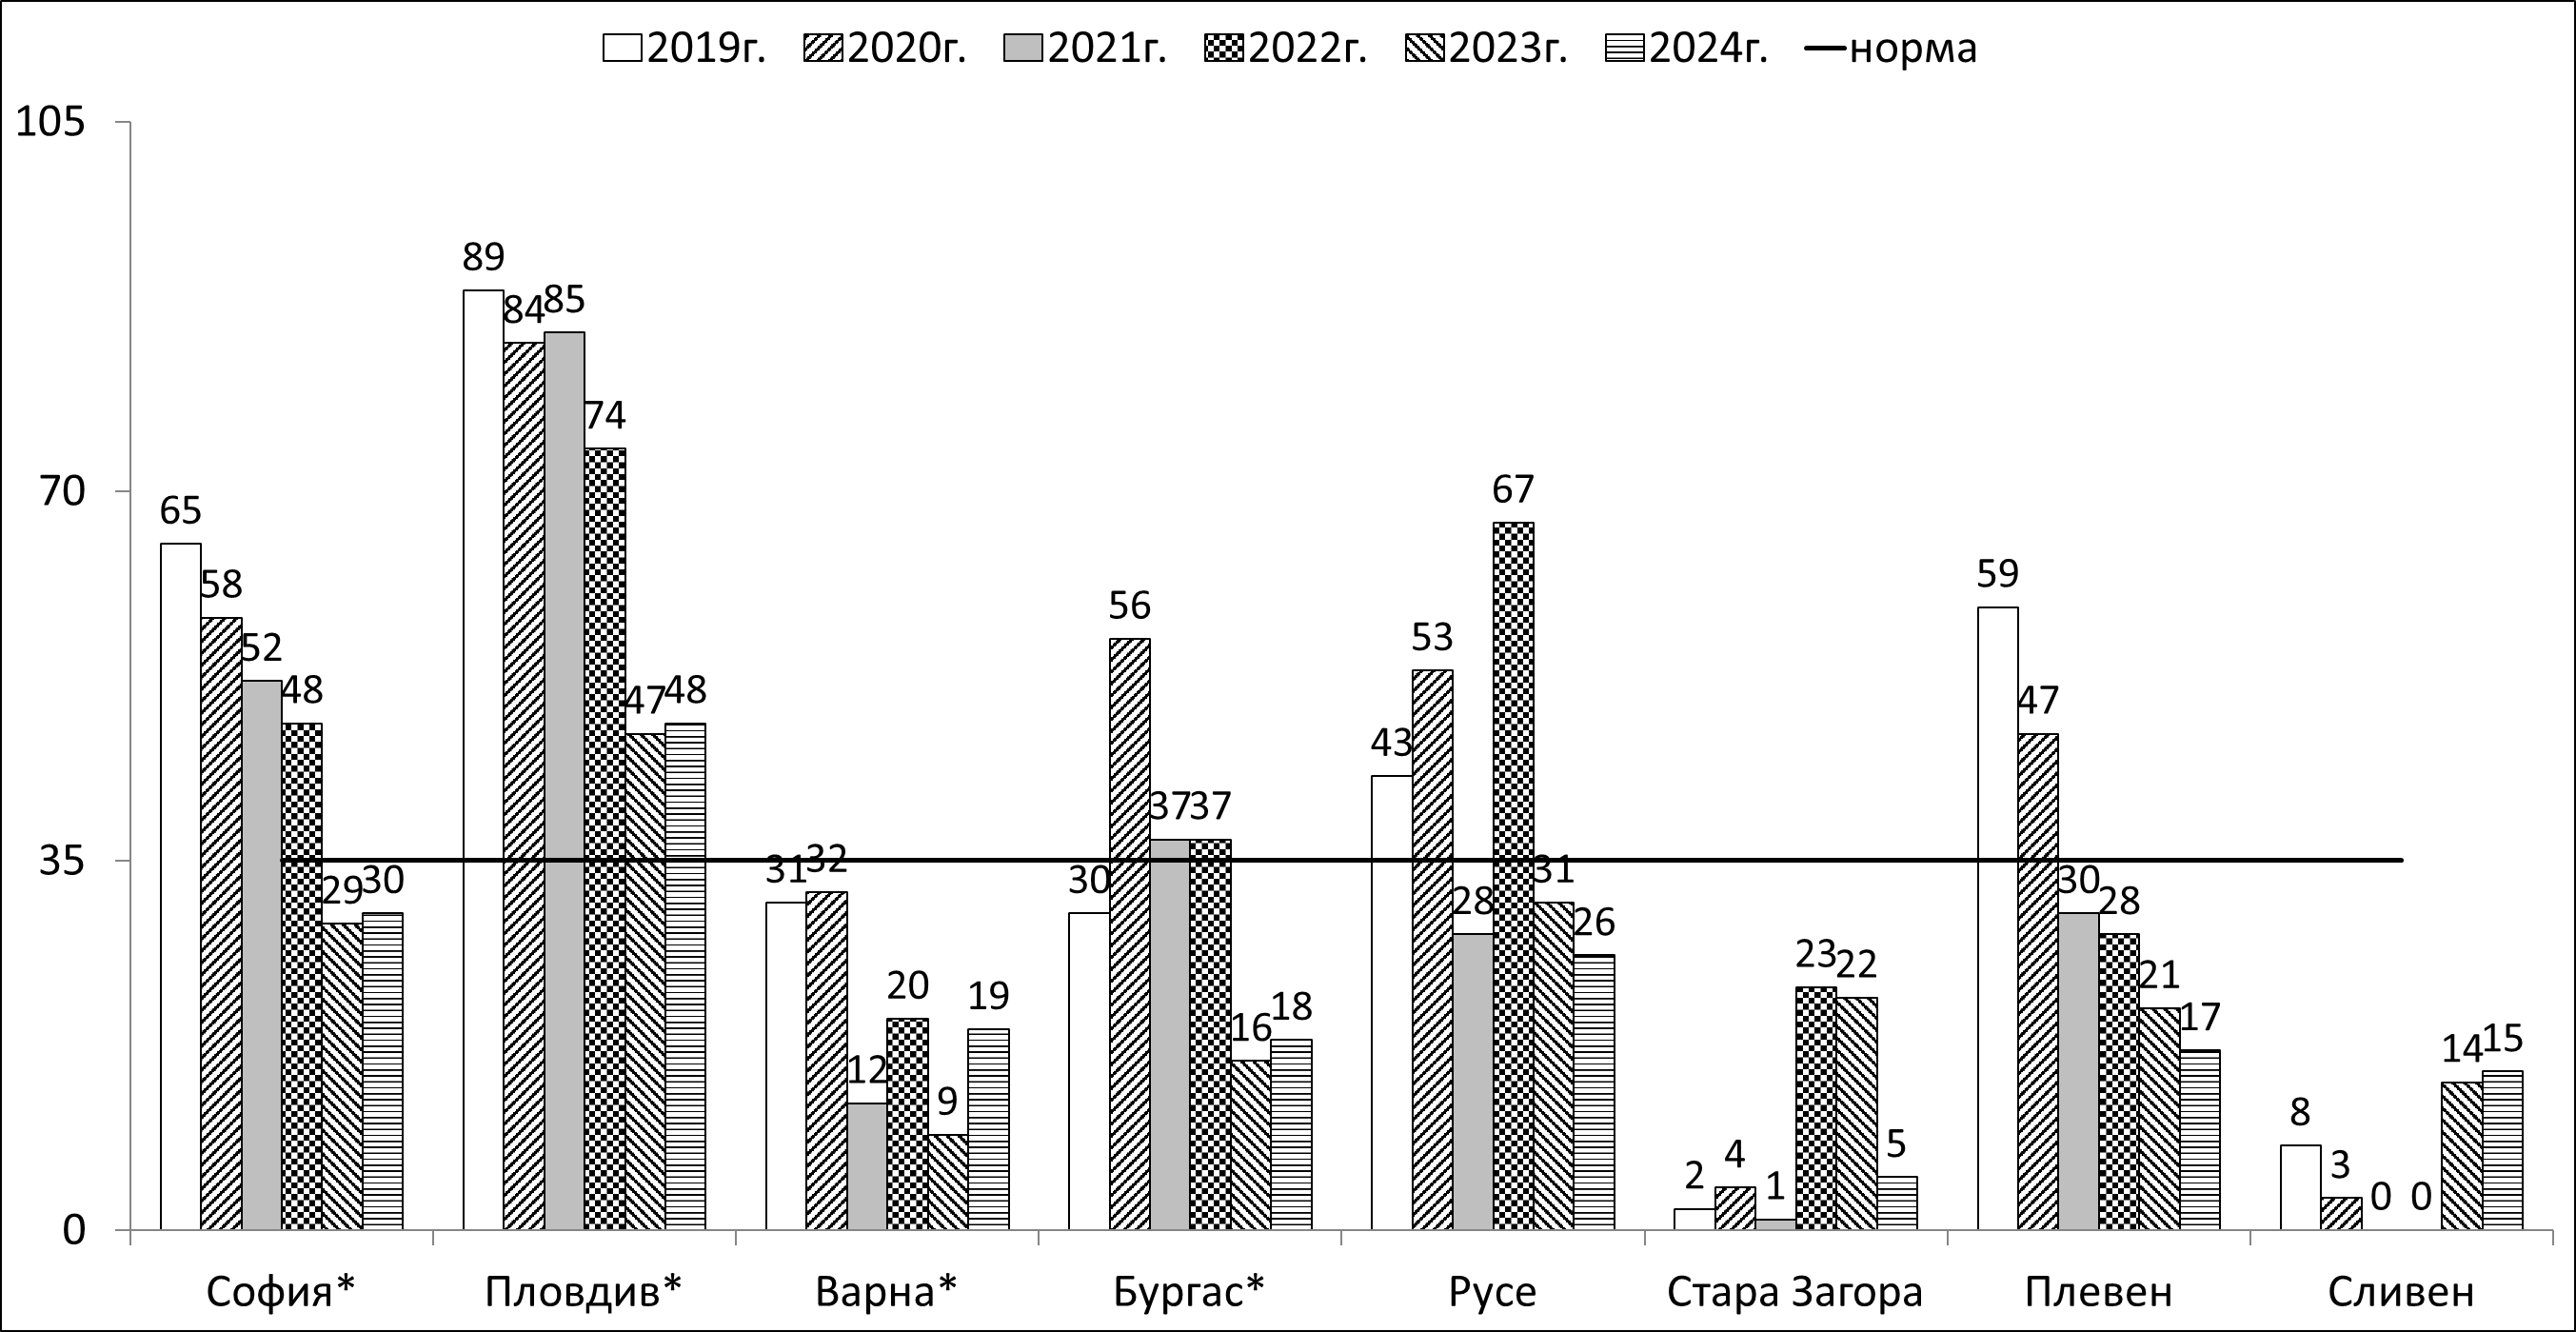 2019г. 2020г. 2021г. 2022г. 2023г. 2024г. норма
105
70
35
0
65 58 52 48 29 30
89 84 85 74 47 48
31 32 12 20 9 19
30 56 37 37 16 18
43 53 28 67 31 26
2 4 1 23 22 5
59 47 30 28 21 17
8 3 0 0 14 15
София* Пловдив* Варна* Бургас* Русе Стара Загора Плевен Сливен